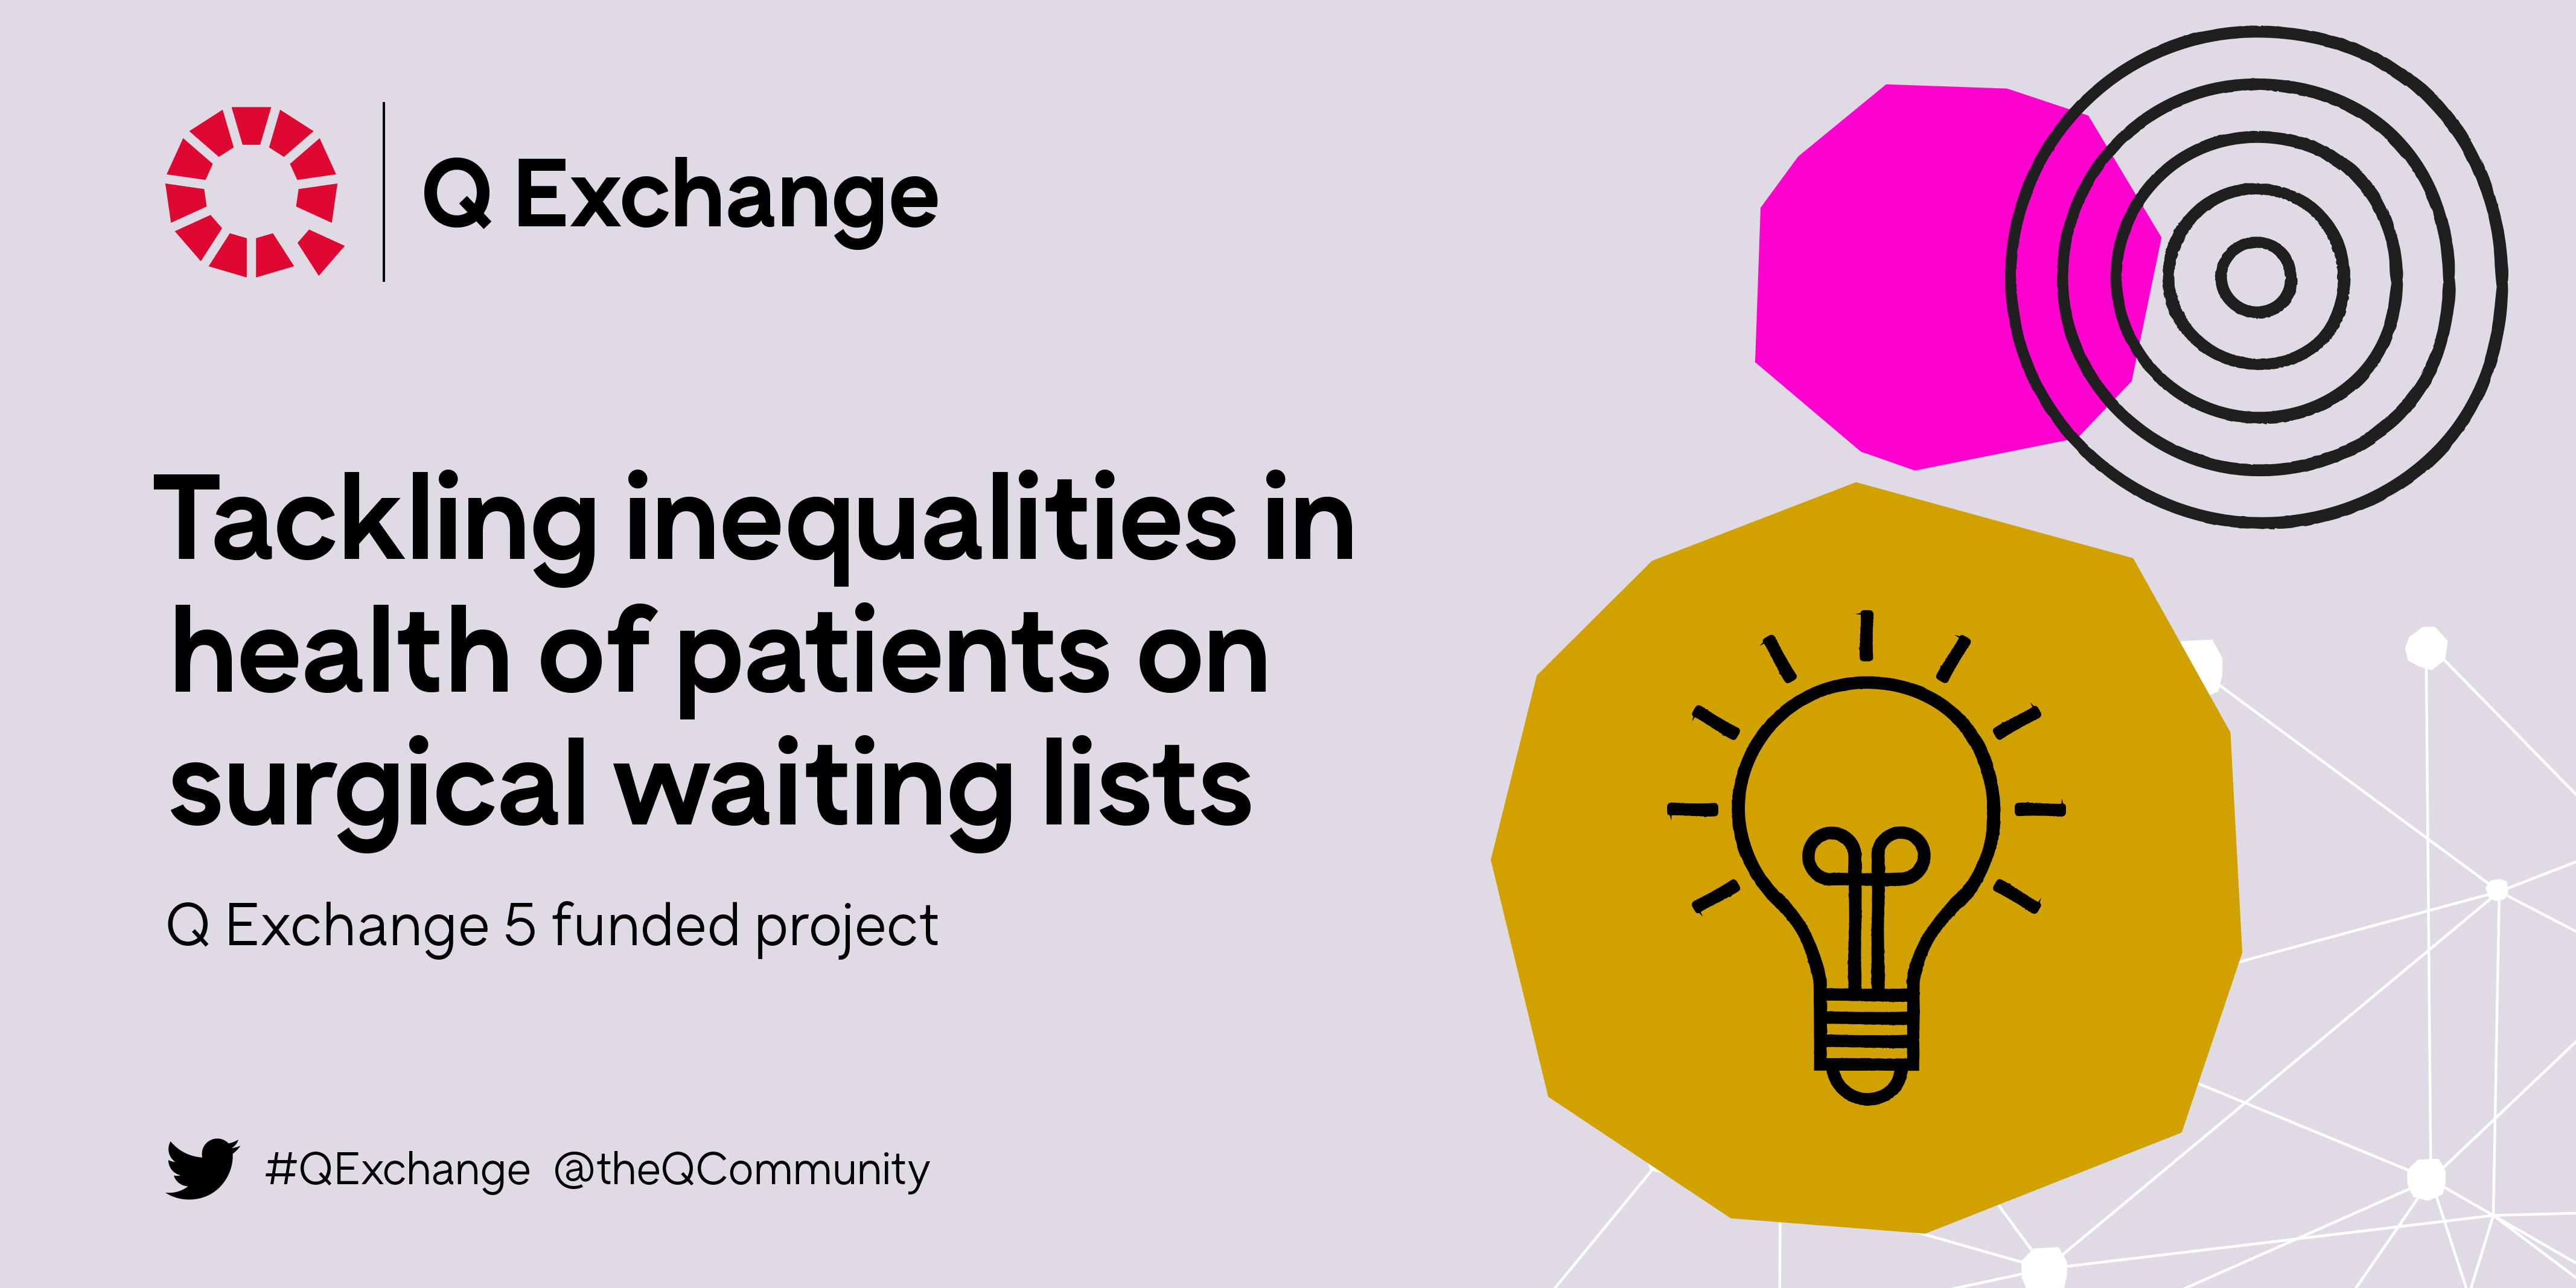 Q Exchange
Tackling inequalities in
health of patients on
surgical waiting lists
Q Exchange 5 funded project
#QExchange @theQCommunity